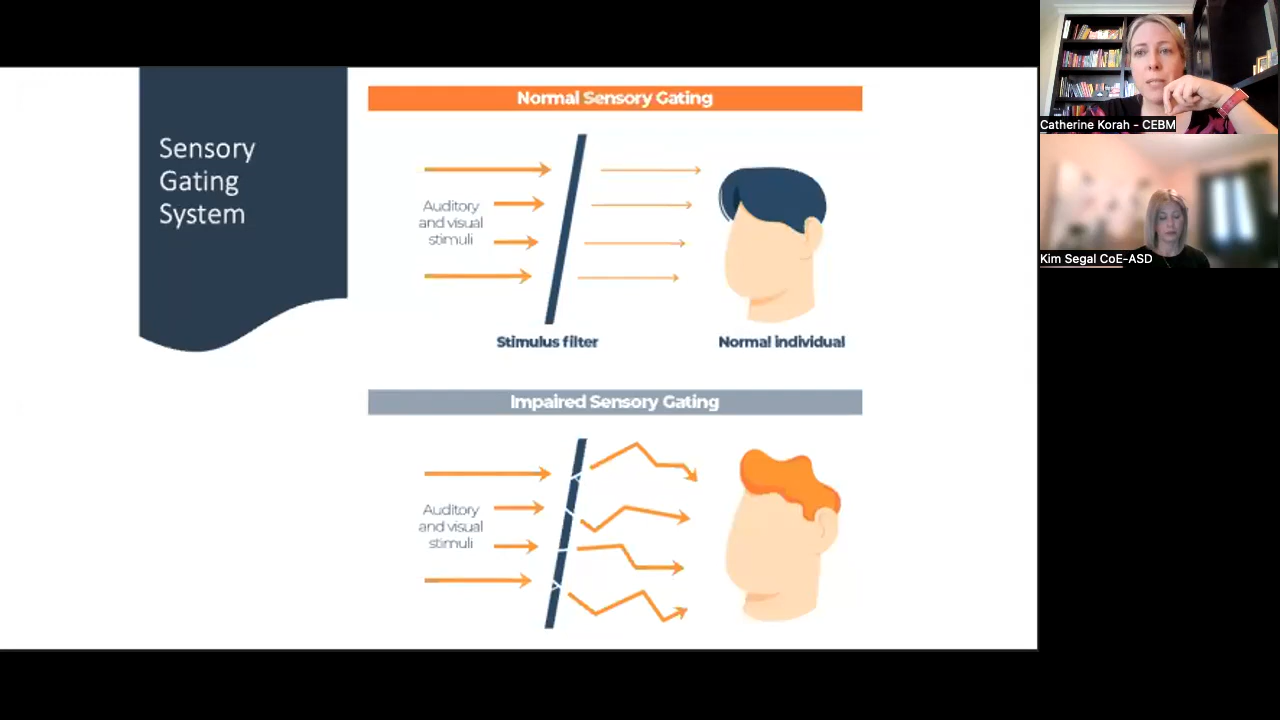 Sensory
Gating
System
Normal Sensory Gating
Auditory
and visual
stimuli
Stimulus filter
Normal individual
Impaired Sensory Gating
Auditory
and visual
stimuli
Catherine Korah - CEBM
Kim Segal CoE-ASD